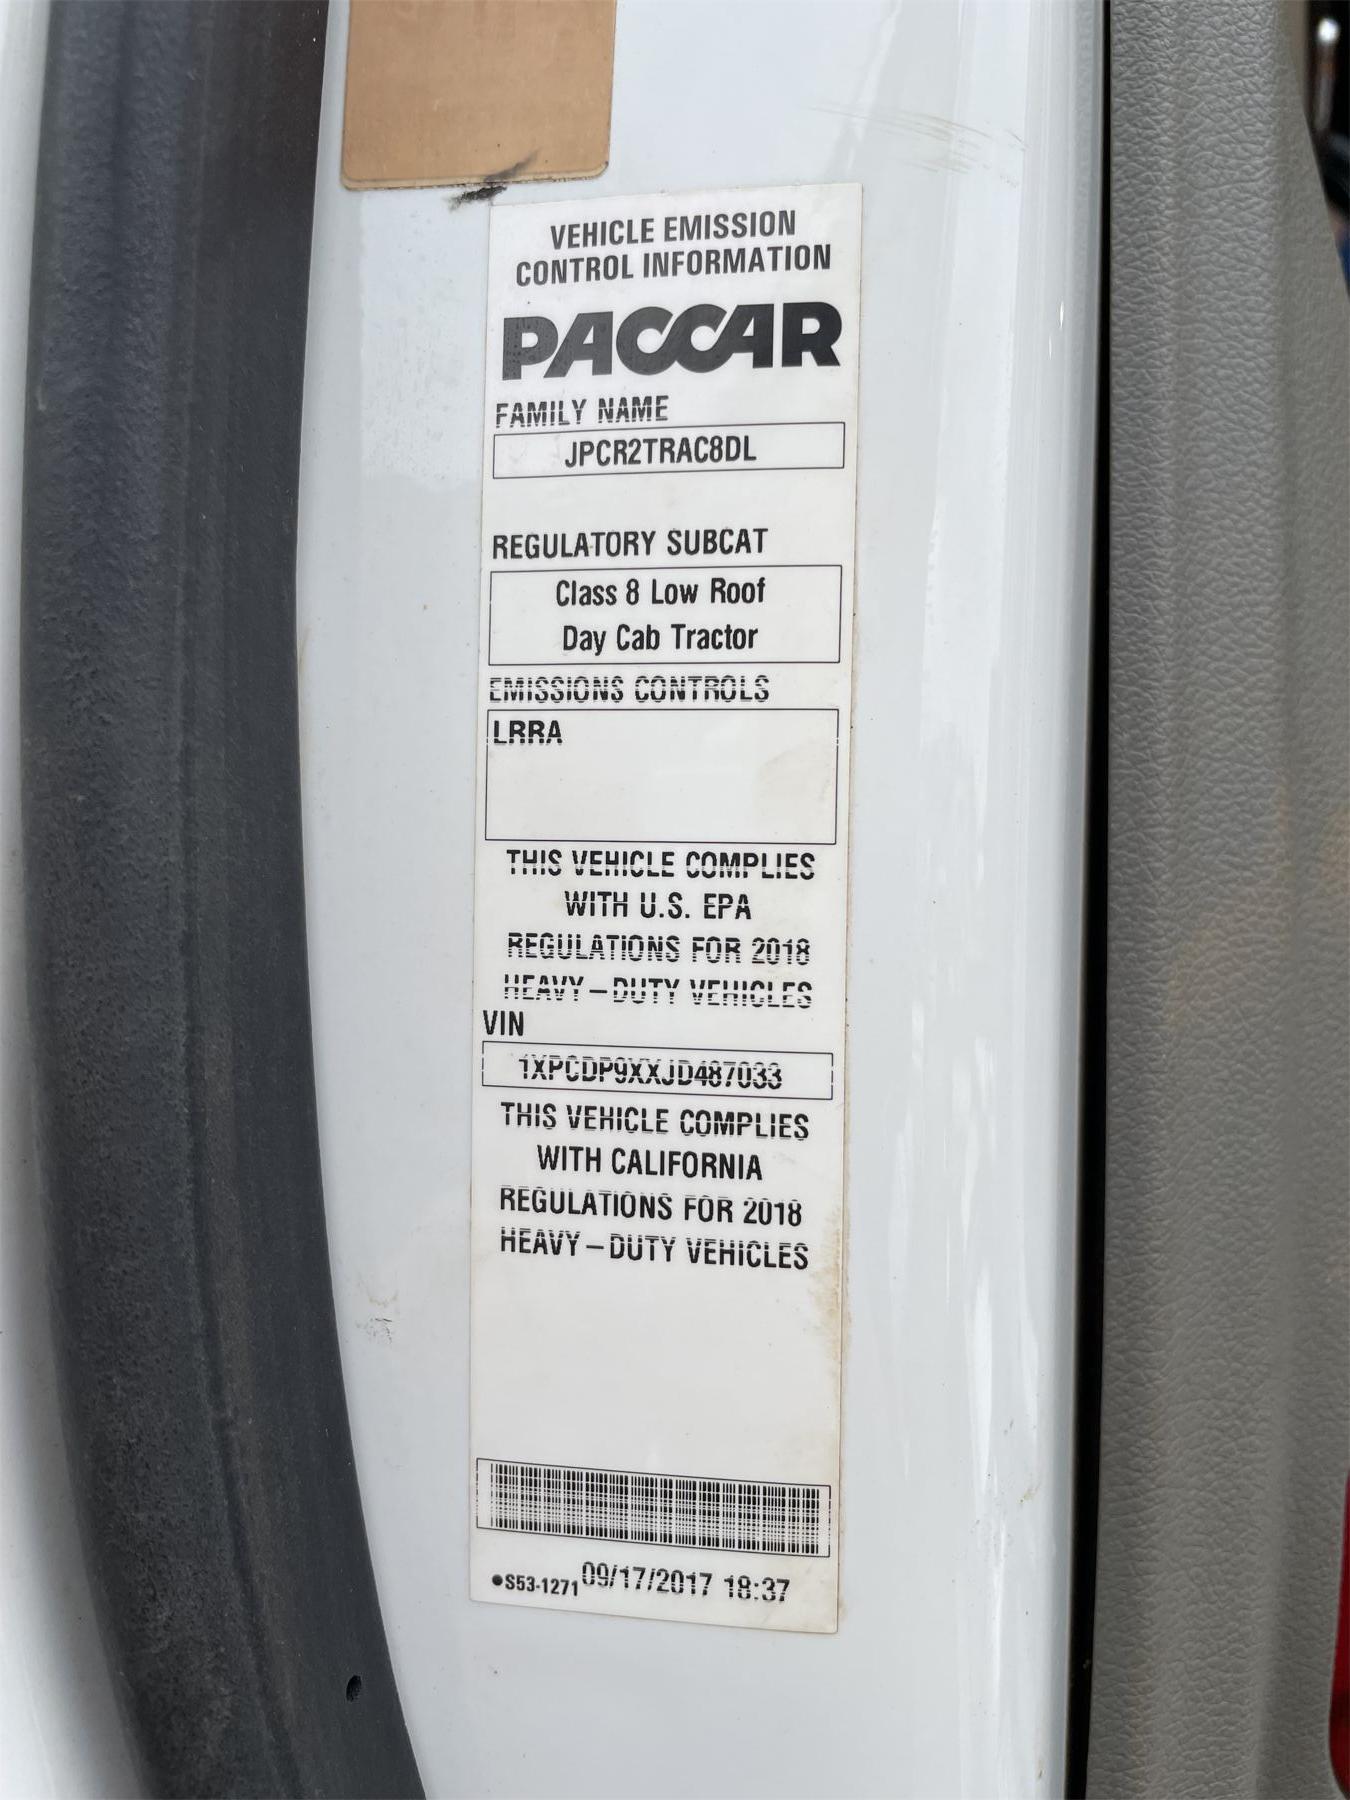 VEHICLE EMISSION
CONTROL INFORMATION
PACCAR
FAMILY NAME
JPCR2TRAC8DL
REGULATORY SUBCAT
Class 8 Low Roof
Day Cab Tractor
EMISSIONS CONTROLS
LRRA
THIS VEHICLE COMPLIES
WITH U.S. EPA
REGULATIONS FOR 2018
HEAVY-DUTY VEHICLES
VIN
1XPCDP9XXJD487033
THIS VEHICLE COMPLIES
WITH CALIFORNIA
REGULATIONS FOR 2018
HEAVY-DUTY VEHICLES
•S53-1271 09/17/2017 18:37